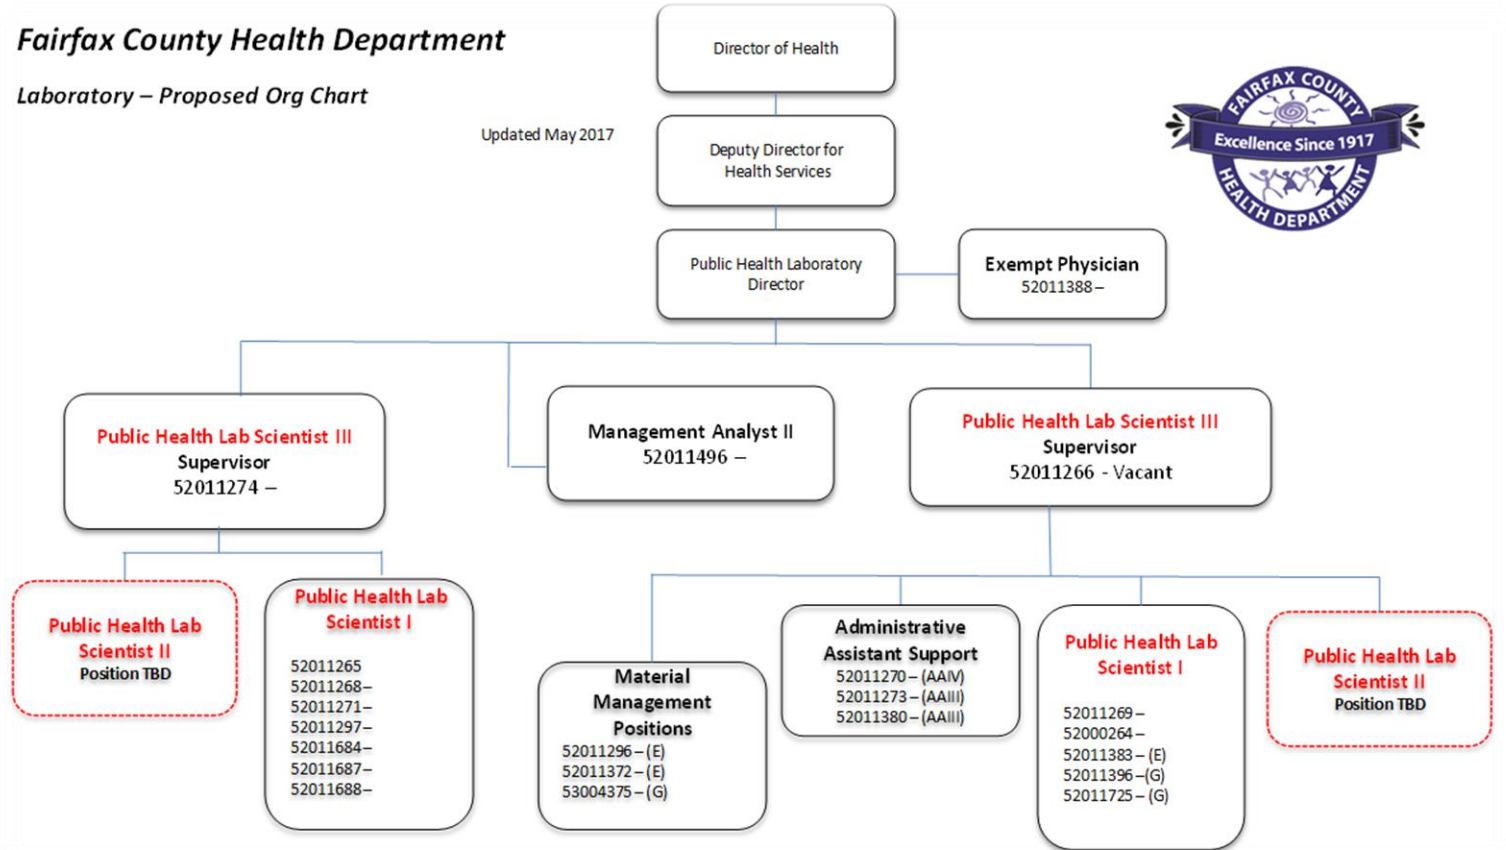 Fairfax County Health Department
Laboratory – Proposed Org Chart
Updated May 2017
Director of Health
FAIRFAX COUNTY
Excellence Since 1917
HEALTH DEPARTMENT
Deputy Director for
Health Services
Public Health Laboratory
Director
Exempt Physician
52011388 –
Public Health Lab Scientist III
Supervisor
52011274 –
Management Analyst II
52011496 –
Public Health Lab Scientist III
Supervisor
52011266 - Vacant
Public Health Lab
Scientist II
Position TBD
Public Health Lab
Scientist I
52011265
52011268–
52011271–
52011297–
52011684–
52011687–
52011688–
Material
Management
Positions
52011296 – (E)
52011372 – (E)
53004375 – (G)
Administrative
Assistant Support
52011270 – (AAIV)
52011273 – (AAIII)
52011380 – (AAIII)
Public Health Lab
Scientist I
52011269 –
52000264 –
52011383 – (E)
52011396 –(G)
52011725 – (G)
Public Health Lab
Scientist II
Position TBD